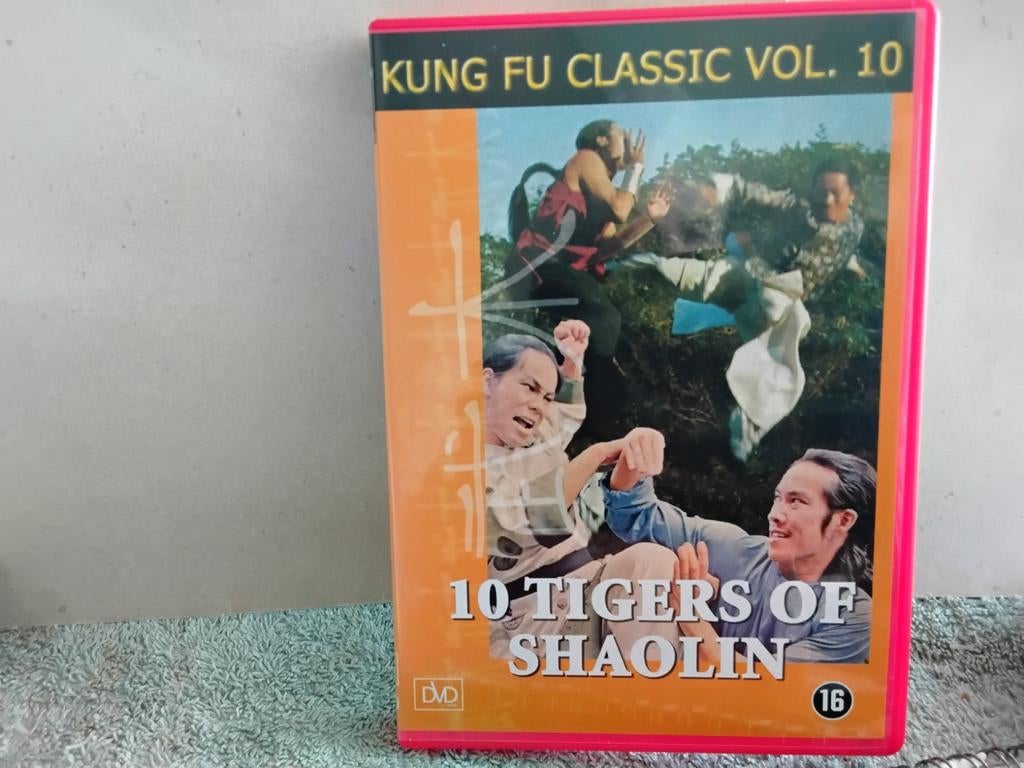 KUNG FU CLASSIC VOL. 10
10 TIGERS OF
SHAOLIN
DVD
16